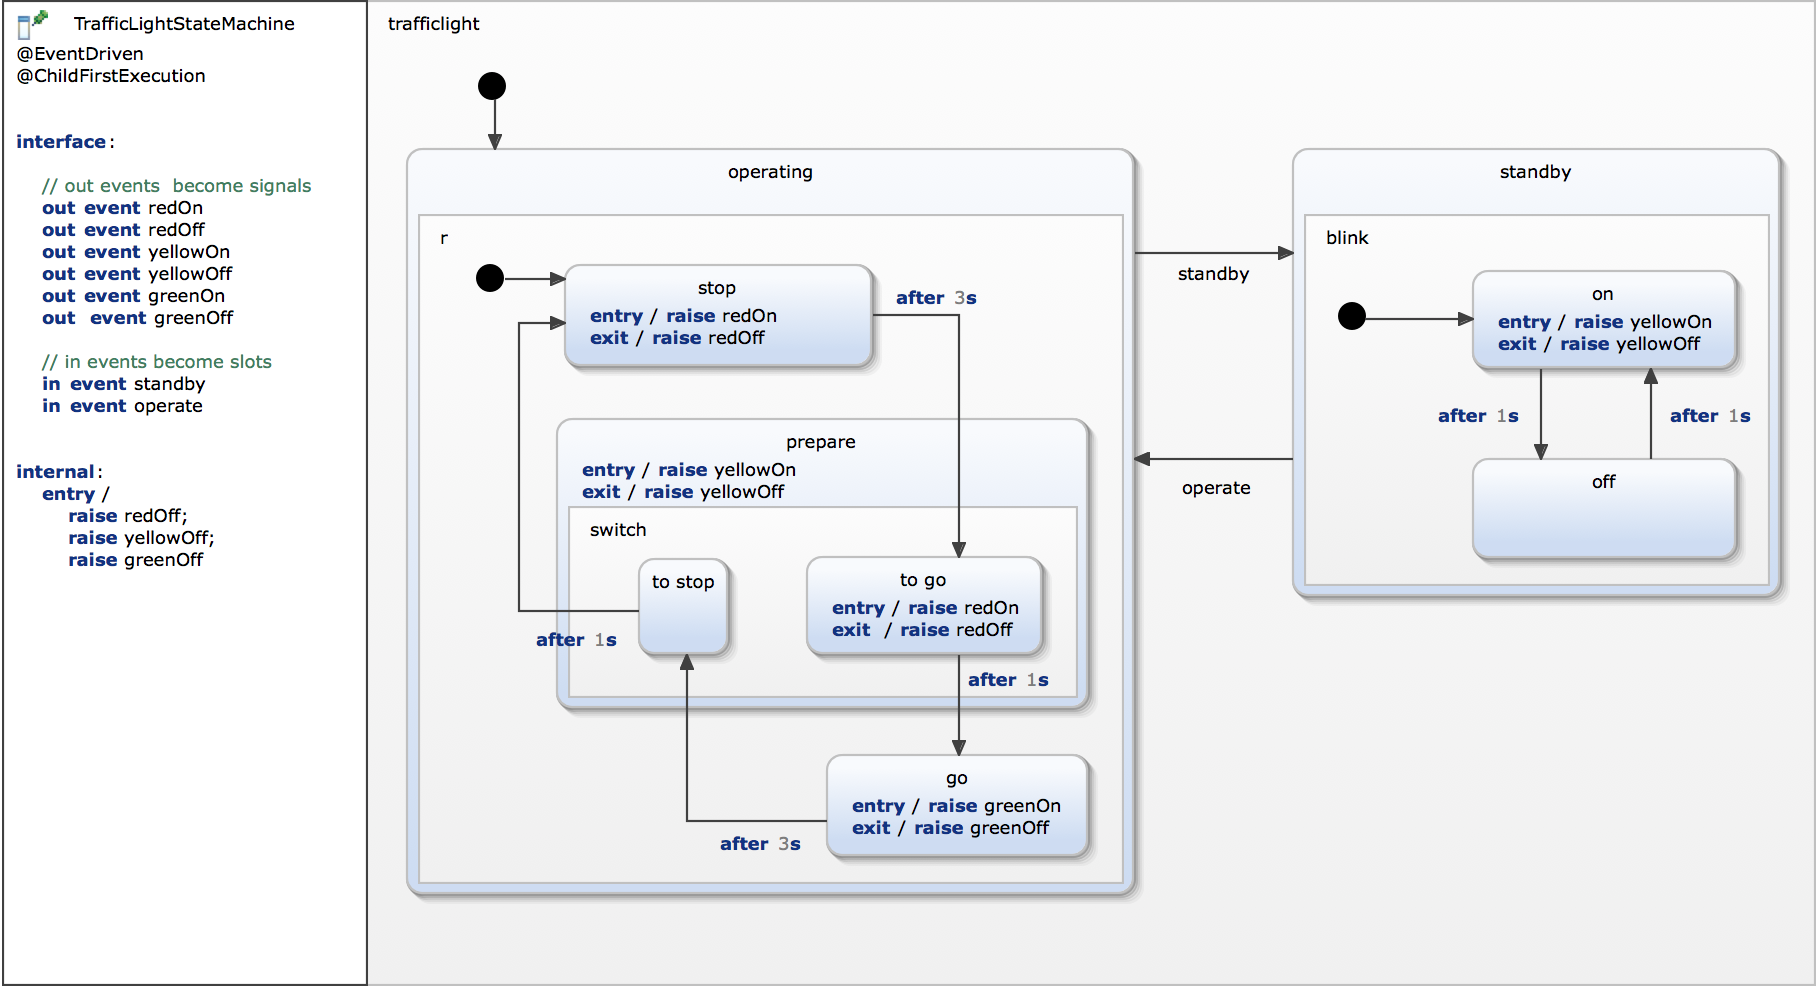 TrafficLightStateMachine
@EventDriven
@ChildFirstExecution
interface:
// out events  become signals
out event redOn
out event redOff
out event yellowOn
out event yellowOff
out event greenOn
out  event greenOff
// in events become slots
in event standby
in event operate
internal:
entry /
raise redOff;
raise yellowOff;
raise greenOff
trafficlight
operating
r
stop
entry / raise redOn
exit / raise redOff
after 3s
prepare
entry / raise yellowOn
exit / raise yellowOff
switch
to stop
after 1s
to go
entry / raise redOn
exit  / raise redOff
after 1s
go
entry / raise greenOn
exit / raise greenOff
after 3s
standby
operate
standby
blink
on
entry / raise yellowOn
exit / raise yellowOff
after 1s
after 1s
off